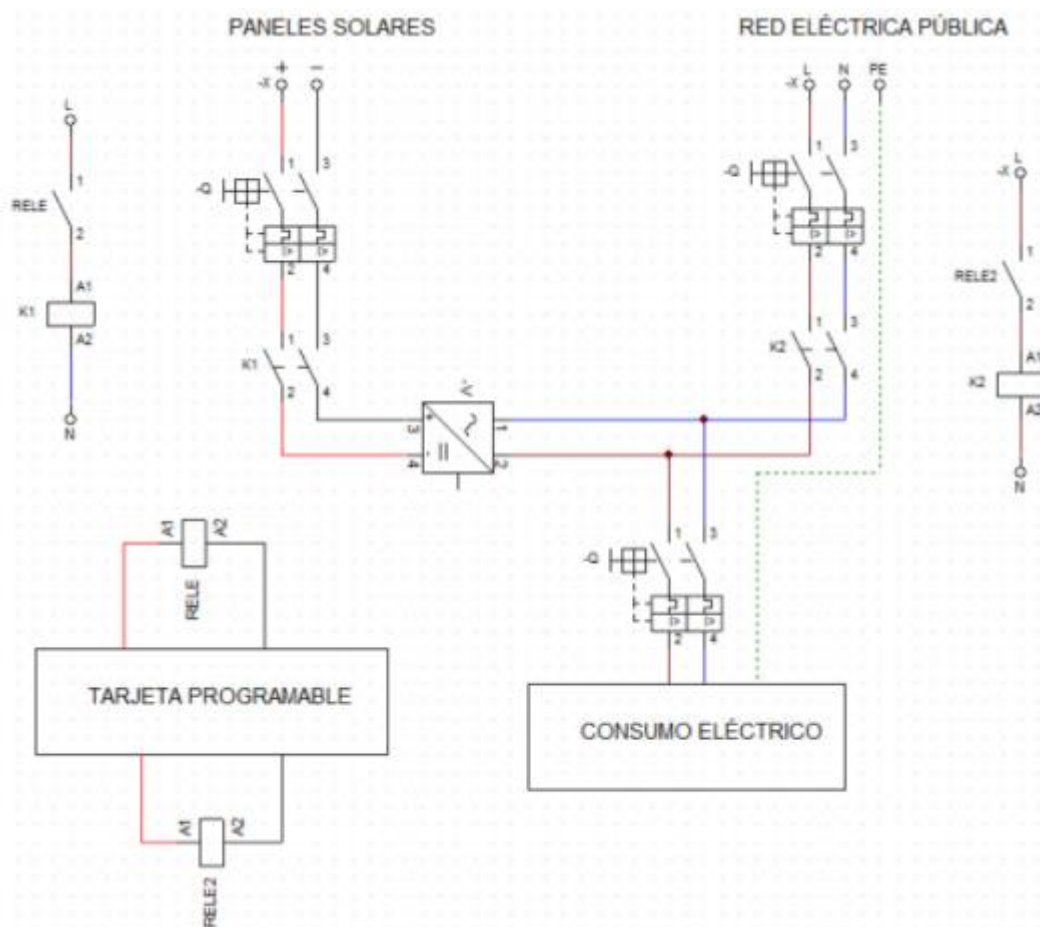 PANELES SOLARES
RED ELÉCTRICA PÚBLICA
+ -
L N PE
L
1
RELE
2
A1
K1
A2
N
1 3
2 4
1 3
K1
2 4
1 3
2 4
1 3
K2
2 4
L
1
RELE2
2
A1
K2
A2
N
+ 3
- 4
1
2
1 3
2 4
A1 A2
RELE
TARJETA PROGRAMABLE
A1 A2
RELE2
CONSUMO ELÉCTRICO